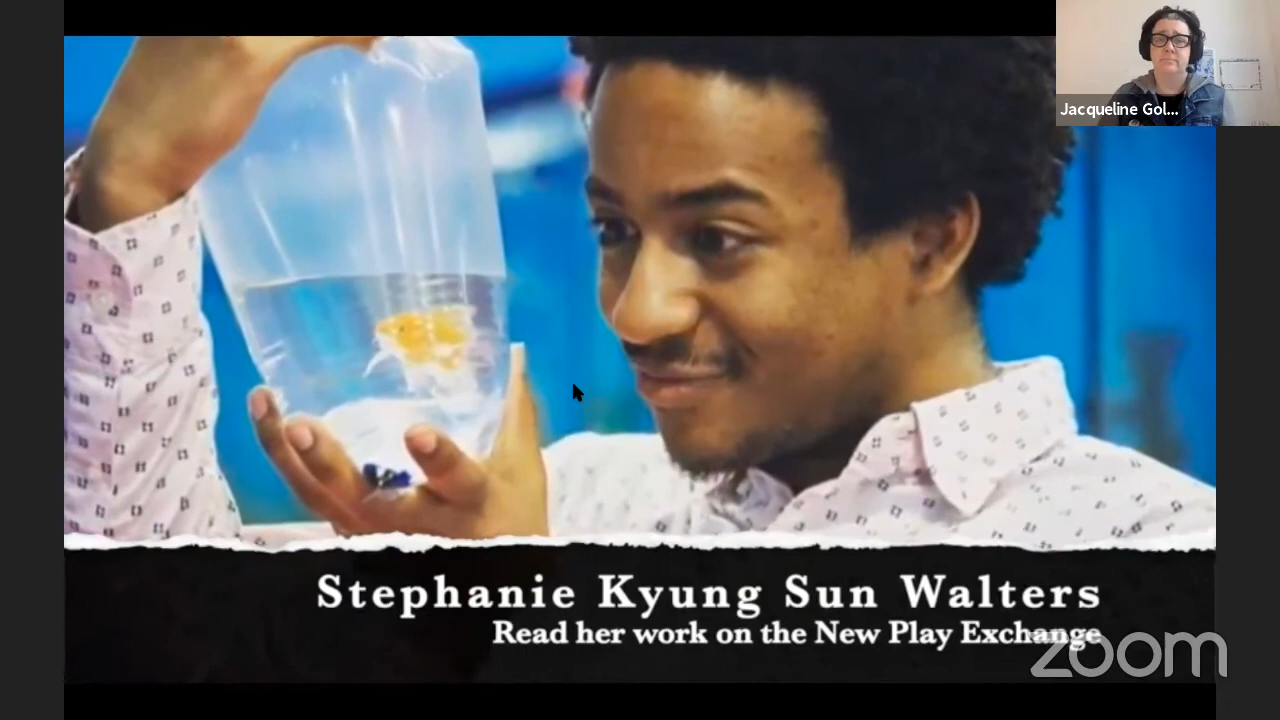 Jacqueline Gol...
Stephanie Kyung Sun Walters
Read her work on the New Play Exchange
zoom